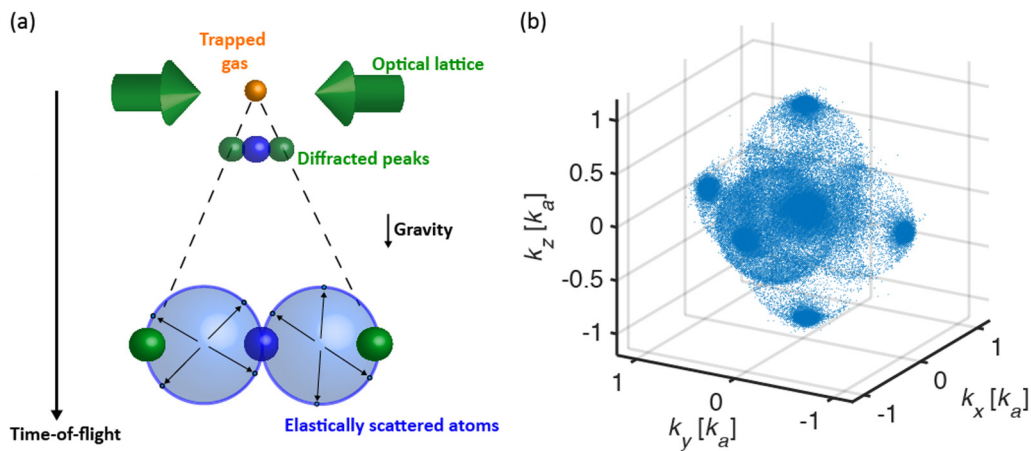 (a)
Trapped
gas
Optical lattice
Diffracted peaks
Gravity
Elastically scattered atoms
Time-of-flight
(b)
k_z [k_a]
1
0.5
0
-0.5
-1
1
0
-1
k_y [k_a]
-1
0
1
k_x [k_a]